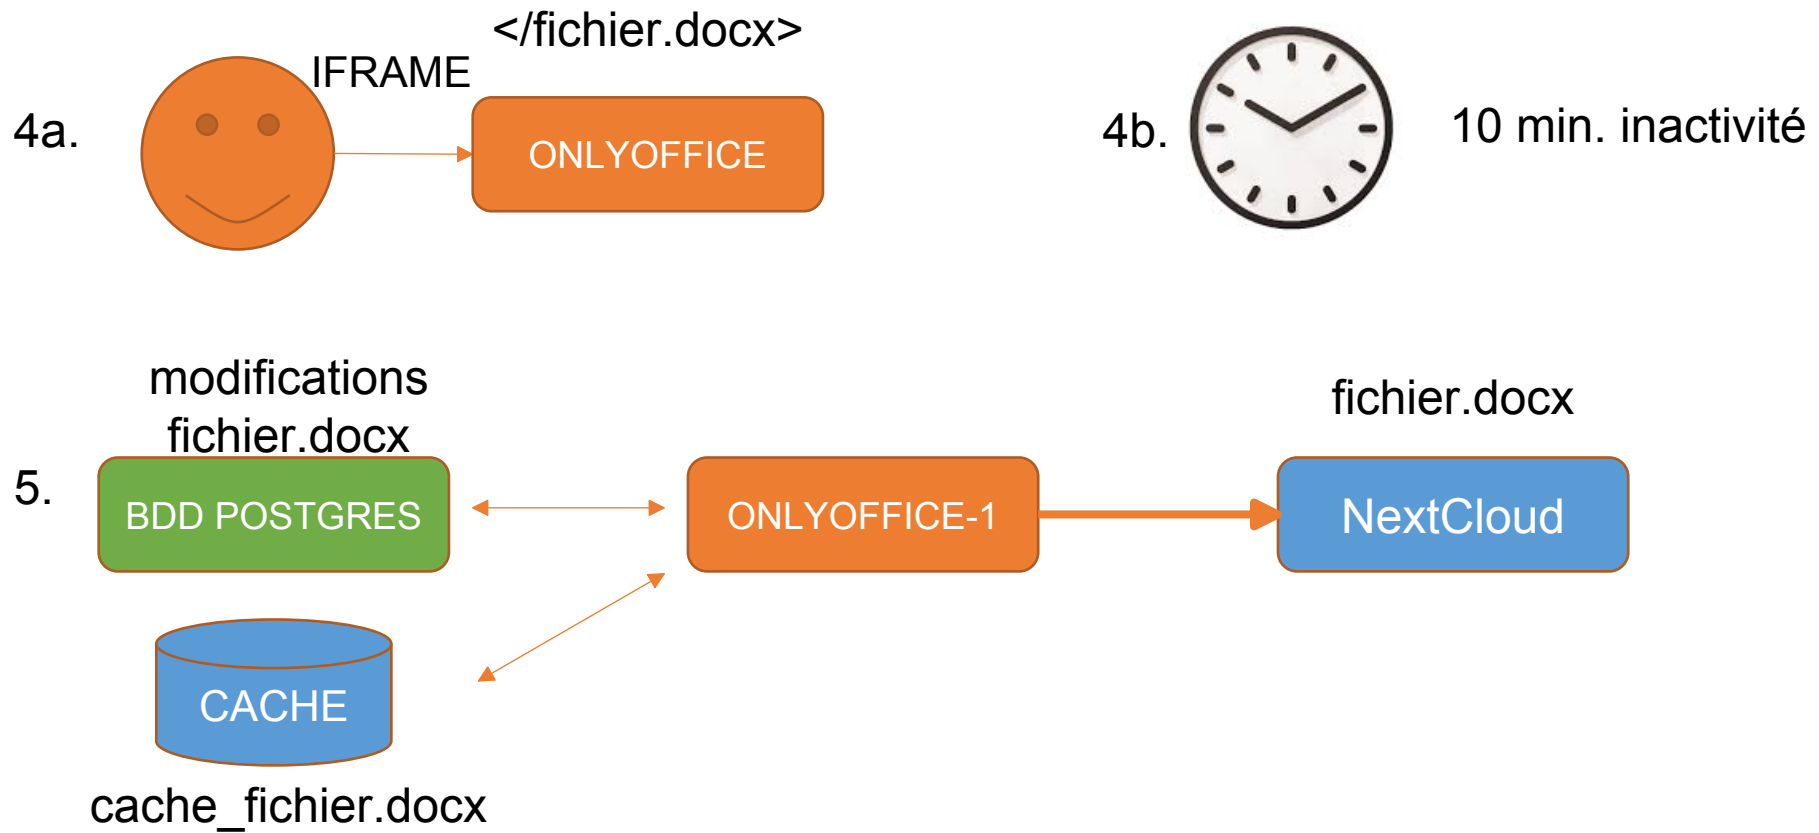 </fichier.docx>
IFRAME
4a.
ONLYOFFICE
4b.
10 min. inactivité
modifications
fichier.docx
fichier.docx
5.
BDD POSTGRES
ONLYOFFICE-1
NextCloud
CACHE
cache_fichier.docx